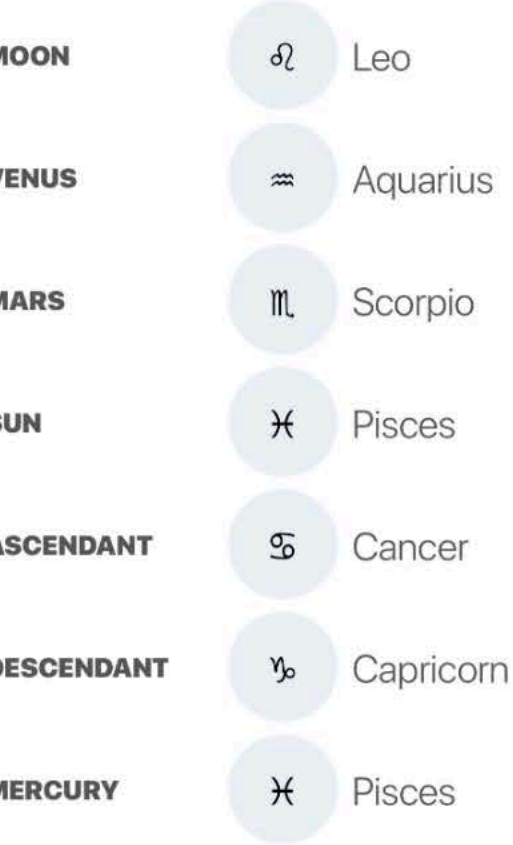 MOON ♌ Leo
VENUS ♒ Aquarius
MARS ♏ Scorpio
SUN ♓ Pisces
ASCENDANT ♋ Cancer
DESCENDANT ♑ Capricorn
MERCURY ♓ Pisces